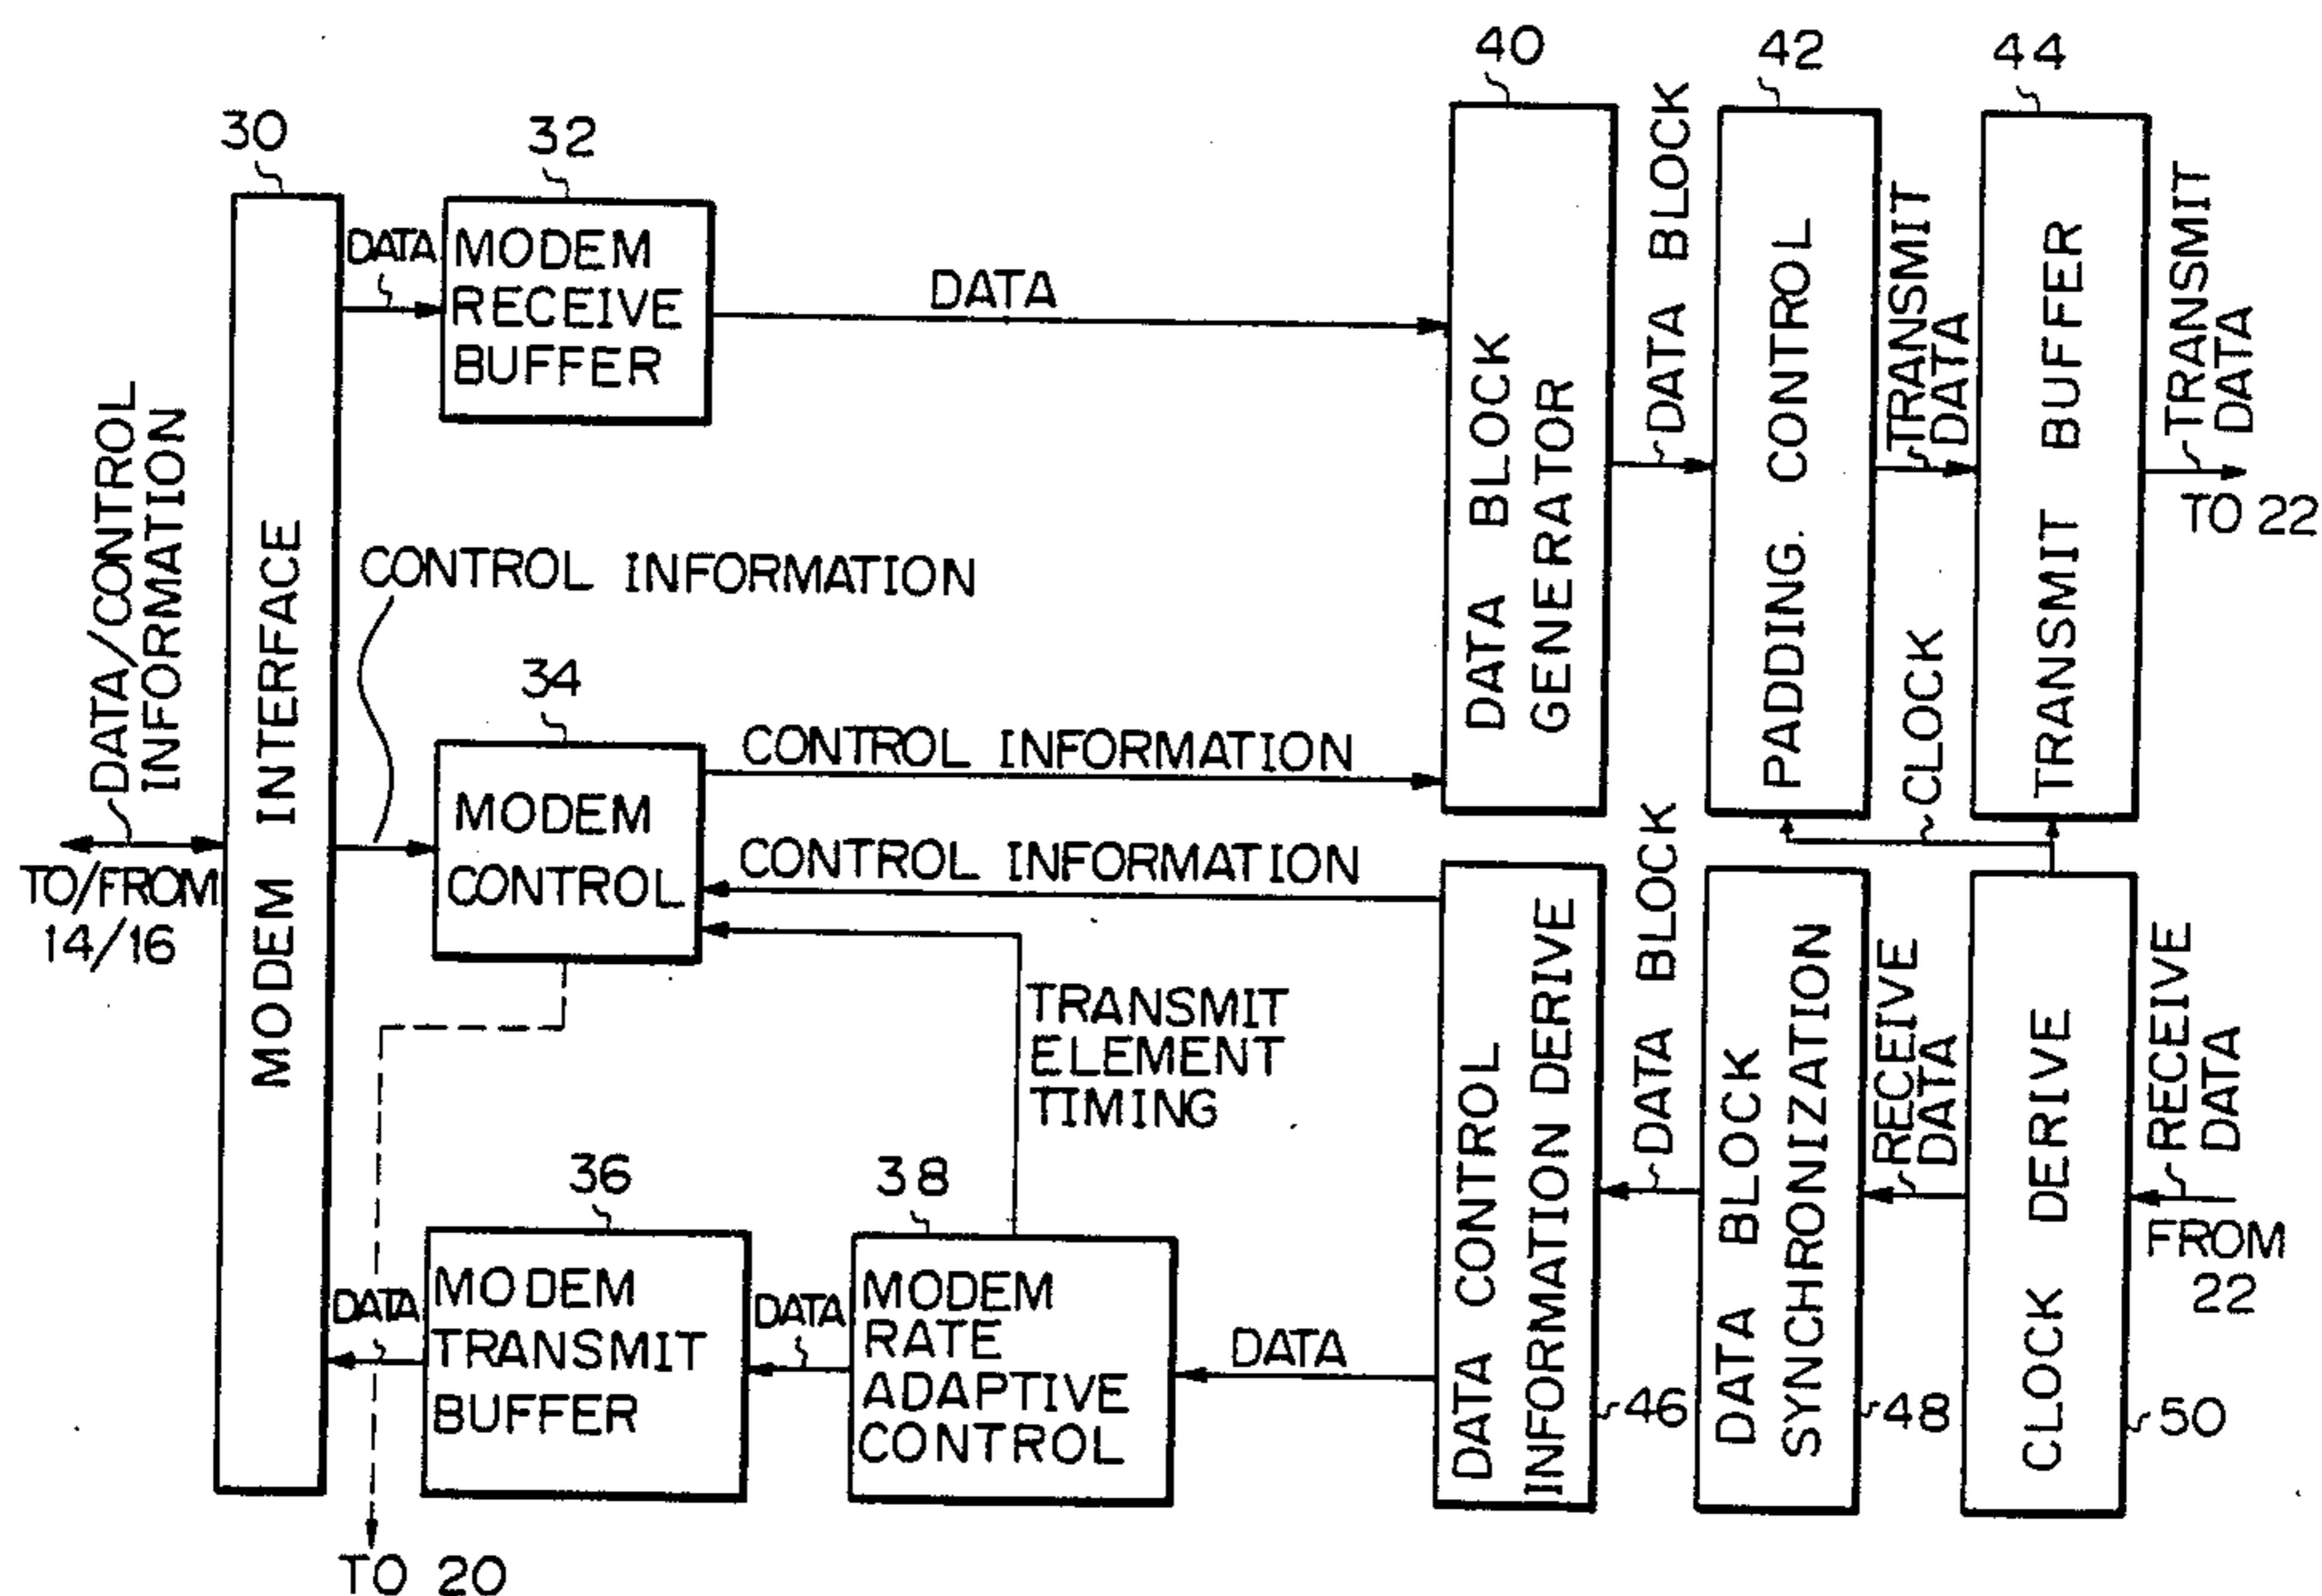 40
42
44
30
32
DATA
MODEM
RECEIVE
BUFFER
DATA
DATA BLOCK
GENERATOR
DATA BLOCK
PADDING. CONTROL
TRANSMIT
DATA
TRANSMIT BUFFER
TRANSMIT
DATA
TO 22
DATA/CONTROL
INFORMATION
TO/FROM
14/16
MODEM INTERFACE
CONTROL INFORMATION
34
MODEM
CONTROL
CONTROL INFORMATION
CONTROL INFORMATION
CLOCK
TRANSMIT
ELEMENT
TIMING
36
38
DATA
MODEM
TRANSMIT
BUFFER
DATA
MODEM
RATE
ADAPTIVE
CONTROL
DATA
DATA CONTROL
INFORMATION DERIVE
46
DATA BLOCK
DATA BLOCK
SYNCHRONIZATION
48
RECEIVE
DATA
CLOCK DERIVE
50
RECEIVE
DATA
FROM
22
TO 20